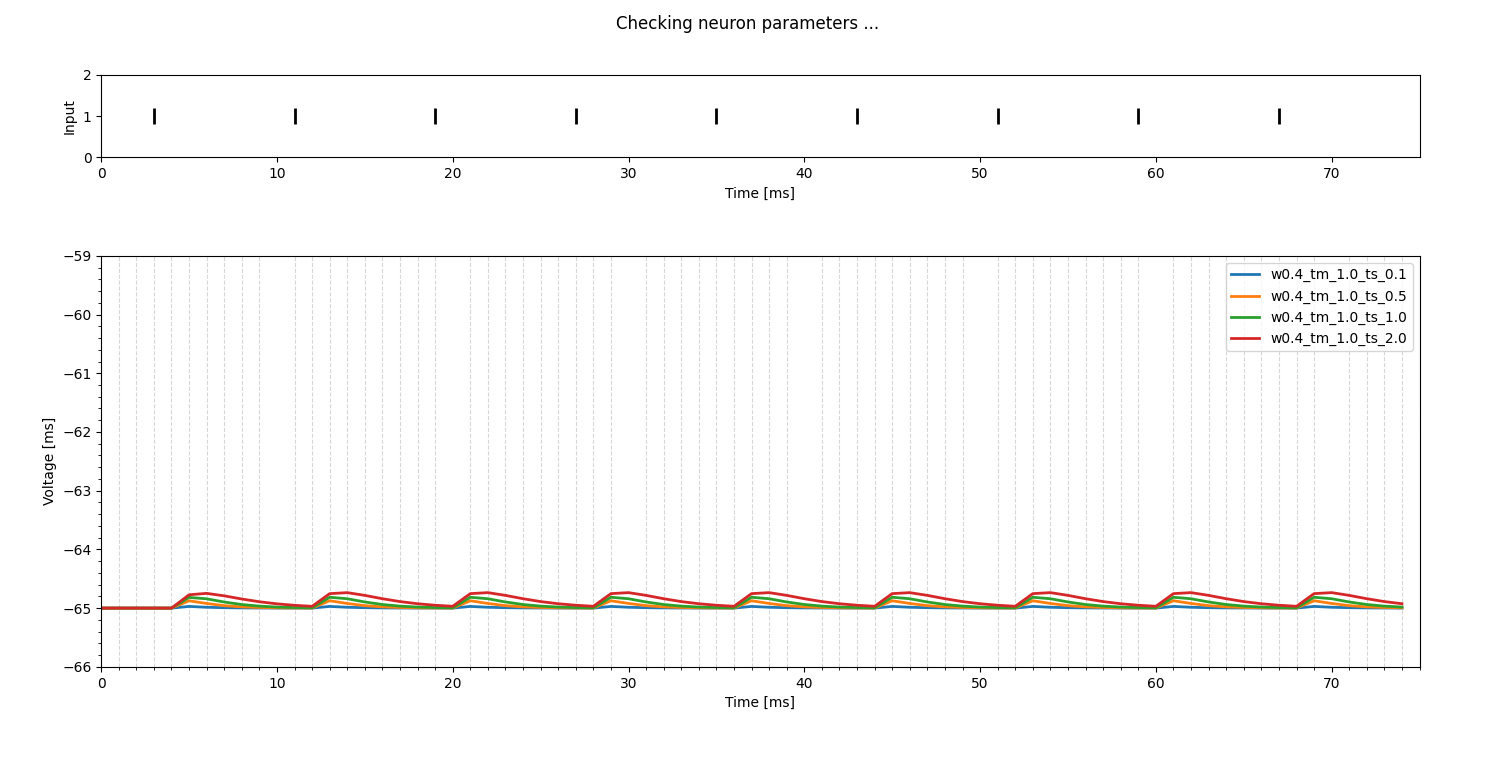 Checking neuron parameters ...
2
1
0
Input
0 10 20 30 40 50 60 70
Time [ms]
−59
−60
−61
−62
−63
−64
−65
−66
Voltage [ms]
w0.4_tm_1.0_ts_0.1
w0.4_tm_1.0_ts_0.5
w0.4_tm_1.0_ts_1.0
w0.4_tm_1.0_ts_2.0
0 10 20 30 40 50 60 70
Time [ms]